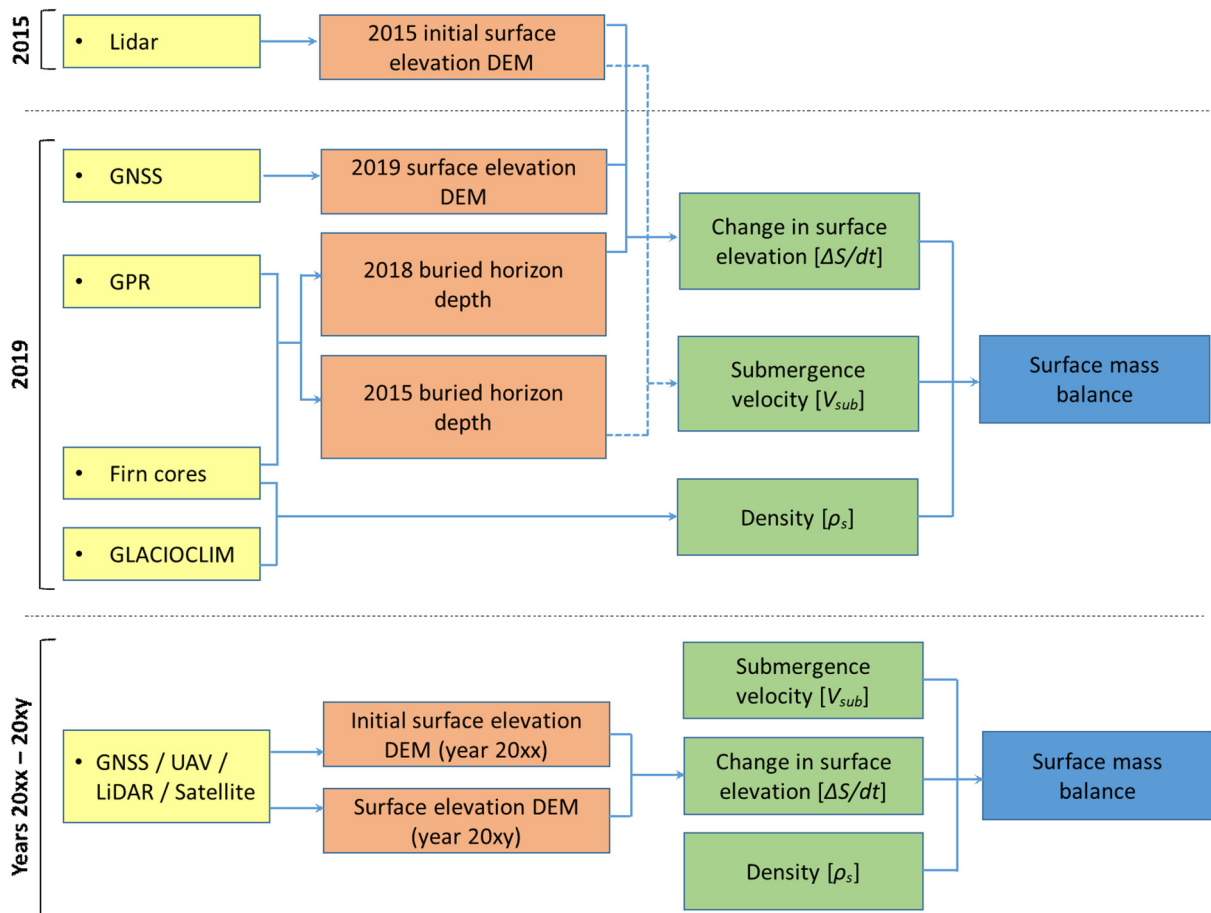 2015
• Lidar
2015 initial surface
elevation DEM
2019
• GNSS
2019 surface elevation
DEM
• GPR
2018 buried horizon
depth
2015 buried horizon
depth
• Firn cores
• GLACIOCLIM
Change in surface
elevation [ΔS/dt]
Submergence
velocity [Vsub]
Density [ρs]
Surface mass
balance
Years 20xx – 20xy
• GNSS / UAV /
LiDAR / Satellite
Initial surface elevation
DEM (year 20xx)
Surface elevation DEM
(year 20xy)
Submergence
velocity [Vsub]
Change in surface
elevation [ΔS/dt]
Density [ρs]
Surface mass
balance